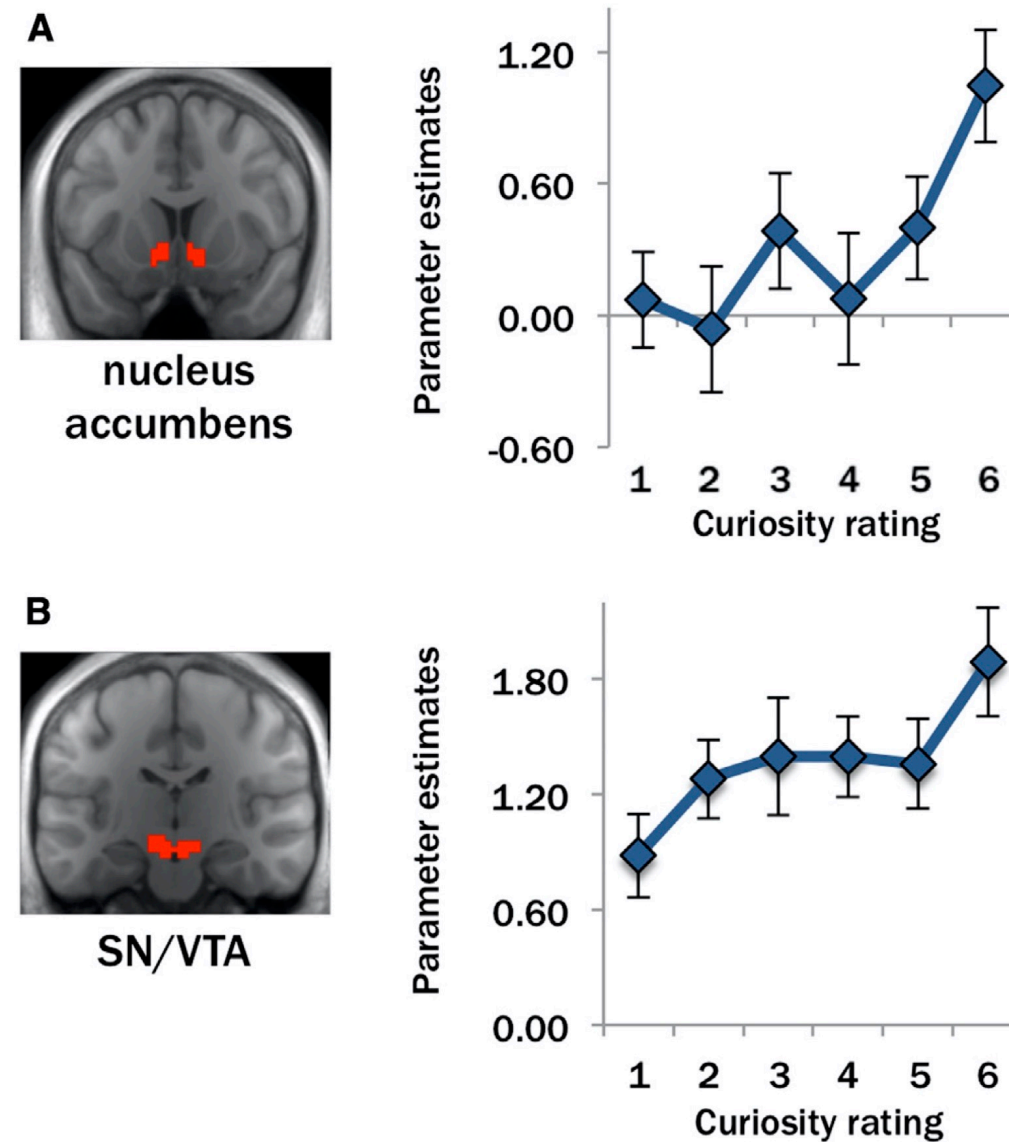 A
nucleus
accumbens
Parameter estimates
1.20
0.60
0.00
-0.60
1 2 3 4 5 6
Curiosity rating
B
SN/VTA
Parameter estimates
1.80
1.20
0.60
0.00
1 2 3 4 5 6
Curiosity rating